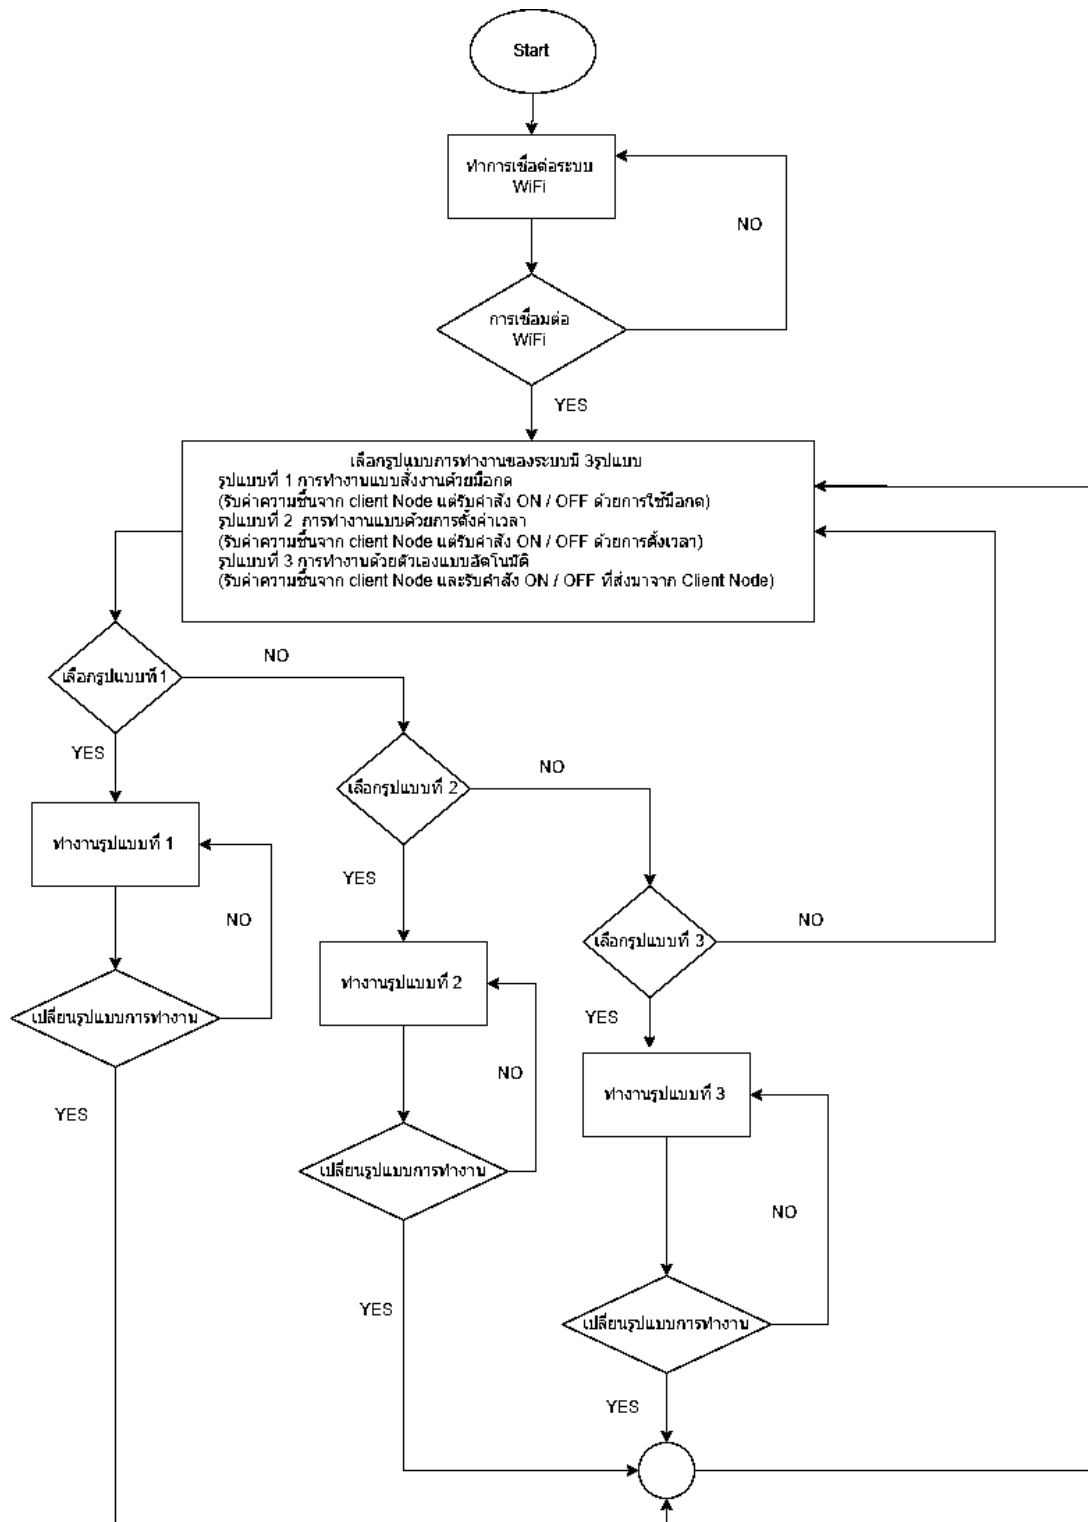 Start
ทำการเชื่อต่อระบบ
WiFi
NO
การเชื่อมต่อ
WiFi
YES
เลือกรูปแบบการทำงานของระบบมี 3รูปแบบ
รูปแบบที่ 1 การทำงานแบบสั่งงานด้วยมือกด
(รับค่าความชื้นจาก client Node แต่รับคำสั่ง ON / OFF ด้วยการใช้มือกด)
รูปแบบที่ 2 การทำงานแบบด้วยการตั้งค่าเวลา
(รับค่าความชื้นจาก client Node แต่รับคำสั่ง ON / OFF ด้วยการตั้งเวลา)
รูปแบบที่ 3 การทำงานด้วยตัวเองแบบอัตโนมัติ
(รับค่าความชื้นจาก client Node และรับคำสั่ง ON / OFF ที่ส่งมาจาก Client Node)
NO
เลือกรูปแบบที่ 1
YES
NO
เลือกรูปแบบที่ 2
ทำงานรูปแบบที่ 1
YES
NO
NO
เลือกรูปแบบที่ 3
ทำงานรูปแบบที่ 2
YES
เปลี่ยนรูปแบบการทำงาน
NO
ทำงานรูปแบบที่ 3
YES
เปลี่ยนรูปแบบการทำงาน
NO
YES
เปลี่ยนรูปแบบการทำงาน
YES